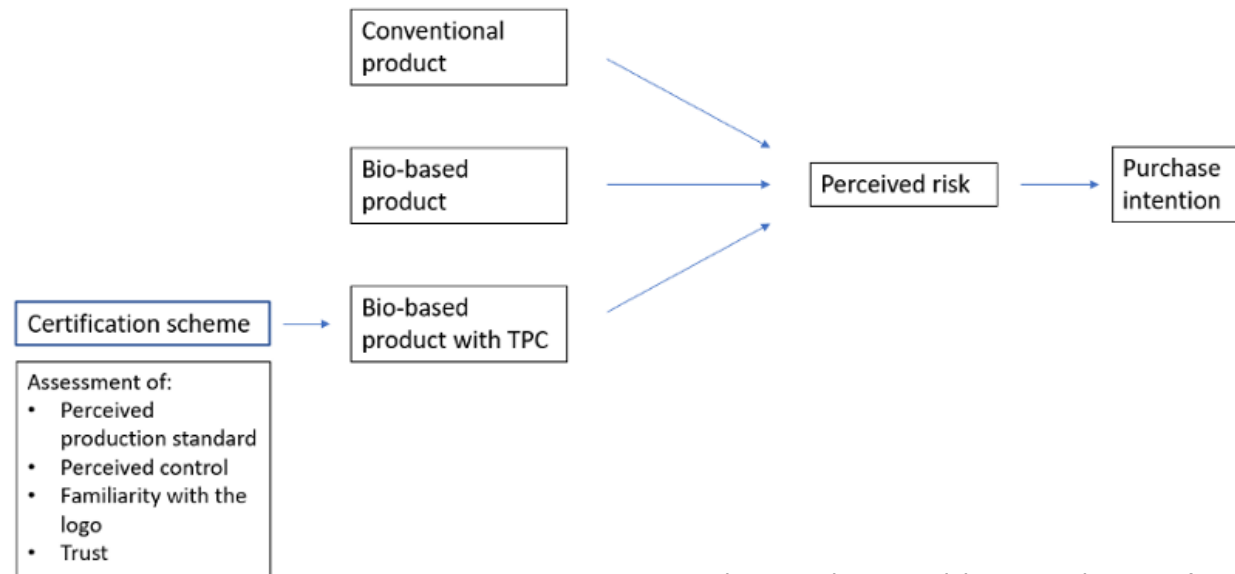 Conventional
product
Bio-based
product
Perceived risk
Purchase
intention
Certification scheme
Bio-based
product with TPC
Assessment of:
• Perceived
production standard
• Perceived control
• Familiarity with the
logo
• Trust